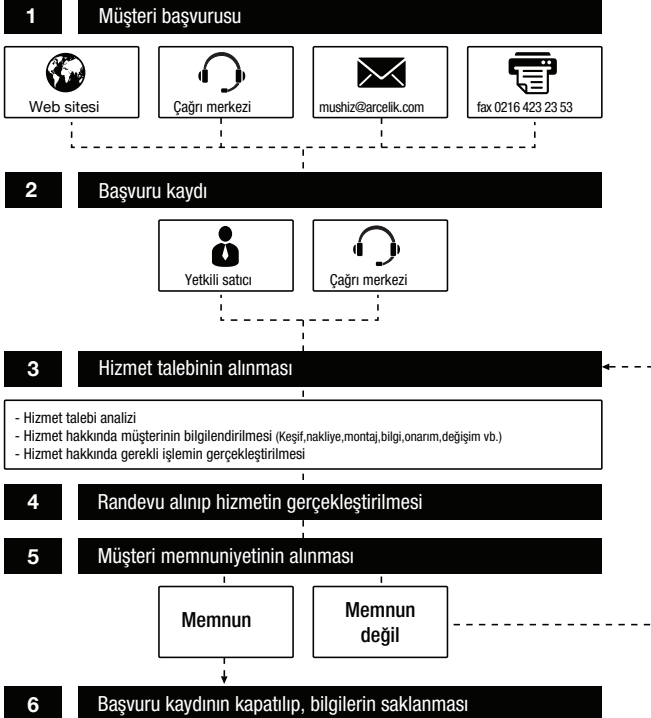 1 Müşteri başvurusu
Web sitesi
Çağrı merkezi
mushiz@arcelik.com
fax 0216 423 23 53
2 Başvuru kaydı
Yetkili satıcı
Çağrı merkezi
3 Hizmet talebinin alınması
- Hizmet talebi analizi
- Hizmet hakkında müşterinin bilgilendirilmesi (Keşif,nakliye,montaj,bilgi,onarım,değişim vb.)
- Hizmet hakkında gerekli işlemin gerçekleştirilmesi
4 Randevu alınıp hizmetin gerçekleştirilmesi
5 Müşteri memnuniyetinin alınması
Memnun
Memnun
değil
6 Başvuru kaydının kapatılıp, bilgilerin saklanması